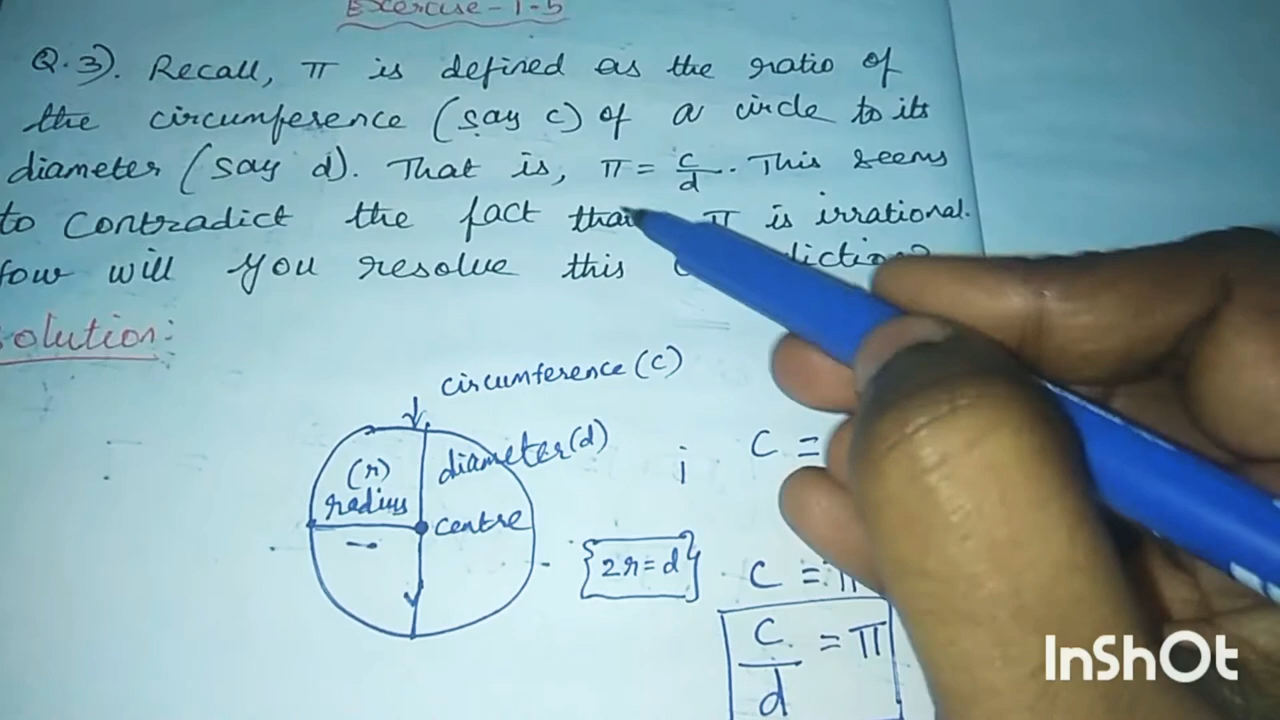 Exercise-1.5
Q.3). Recall, π is defined as the ratio of
the circumference (say c) of a circle to its
diameter (say d). That is, π = c/d. This seems
to contradict the fact that π is irrational.
will you resolve this
olution:
circumference (c)
(r)
radius
diameter (d)
centre
{2r=d}
C =
C = π
C/d = π
InShOt